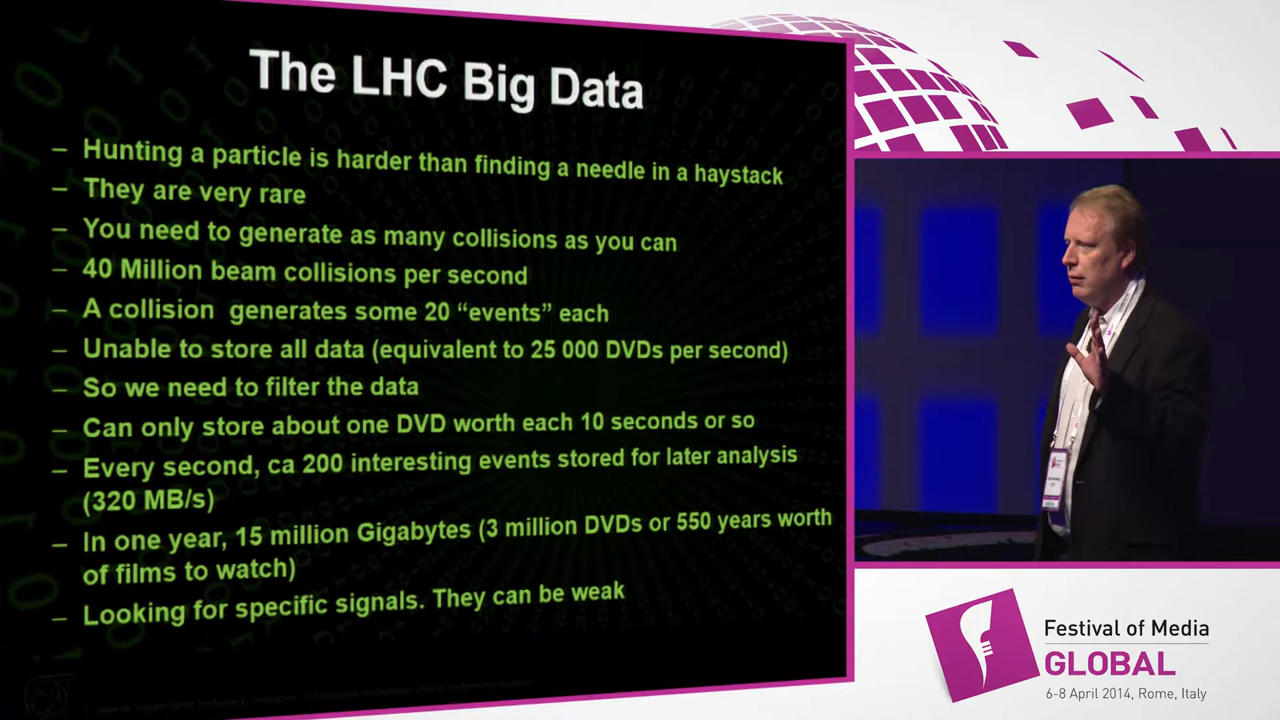 The LHC Big Data
– Hunting a particle is harder than finding a needle in a haystack
– They are very rare
– You need to generate as many collisions as you can
– 40 Million beam collisions per second
– A collision generates some 20 “events” each
– Unable to store all data (equivalent to 25 000 DVDs per second)
– So we need to filter the data
– Can only store about one DVD worth each 10 seconds or so
– Every second, ca 200 interesting events stored for later analysis
(320 MB/s)
– In one year, 15 million Gigabytes (3 million DVDs or 550 years worth
of films to watch)
– Looking for specific signals. They can be weak
Festival of Media
GLOBAL
6-8 April 2014, Rome, Italy